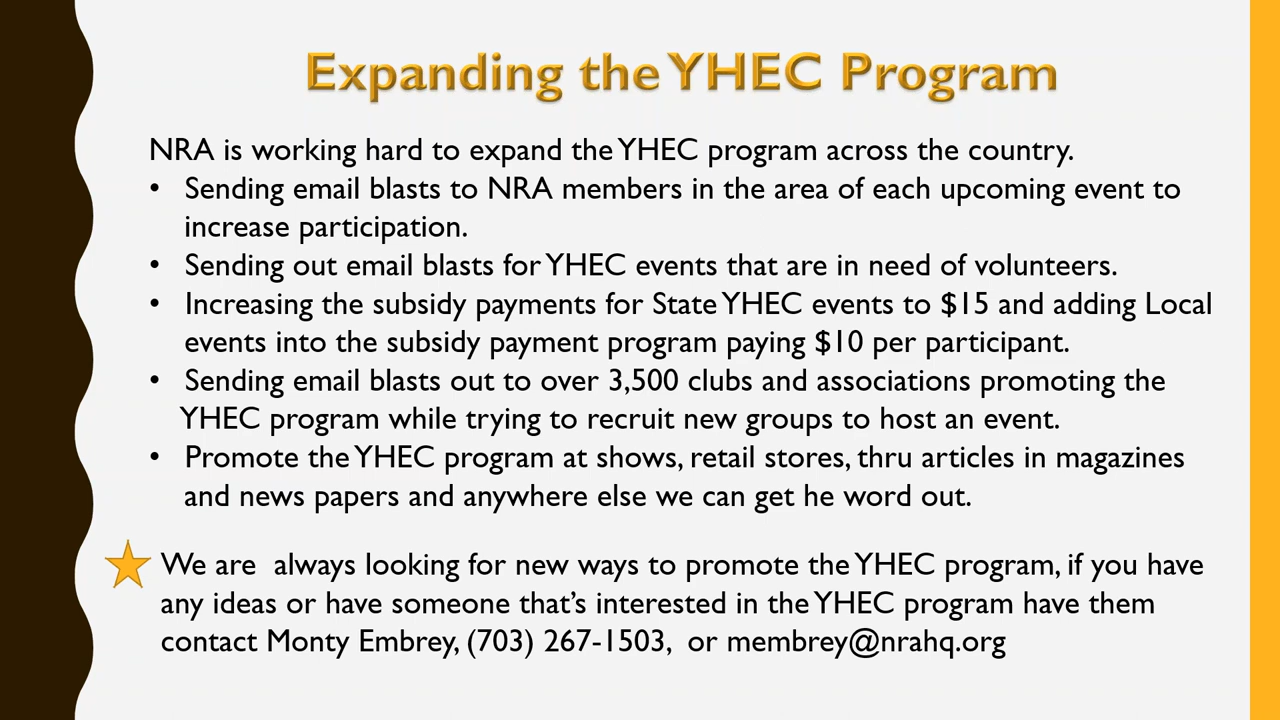 Expanding the YHEC Program
NRA is working hard to expand the YHEC program across the country.
• Sending email blasts to NRA members in the area of each upcoming event to
increase participation.
• Sending out email blasts for YHEC events that are in need of volunteers.
• Increasing the subsidy payments for State YHEC events to $15 and adding Local
events into the subsidy payment program paying $10 per participant.
• Sending email blasts out to over 3,500 clubs and associations promoting the
YHEC program while trying to recruit new groups to host an event.
• Promote the YHEC program at shows, retail stores, thru articles in magazines
and news papers and anywhere else we can get he word out.
We are  always looking for new ways to promote the YHEC program, if you have
any ideas or have someone that’s interested in the YHEC program have them
contact Monty Embrey, (703) 267-1503,  or membrey@nrahq.org